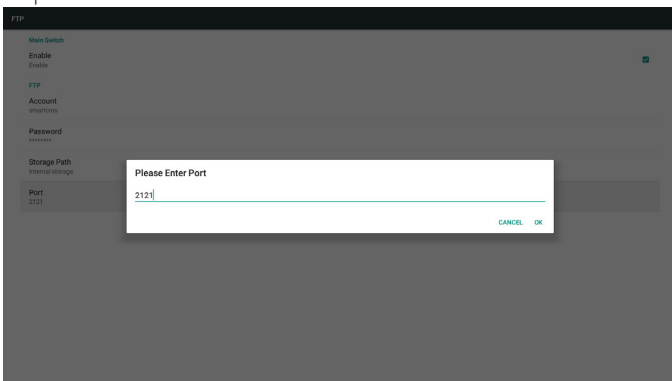 FTP
Main Switch
Enable
Enable
FTP
Account
smartcms
Password
********
Storage Path
Internal storage
Port
2121
Please Enter Port
2121
CANCEL OK